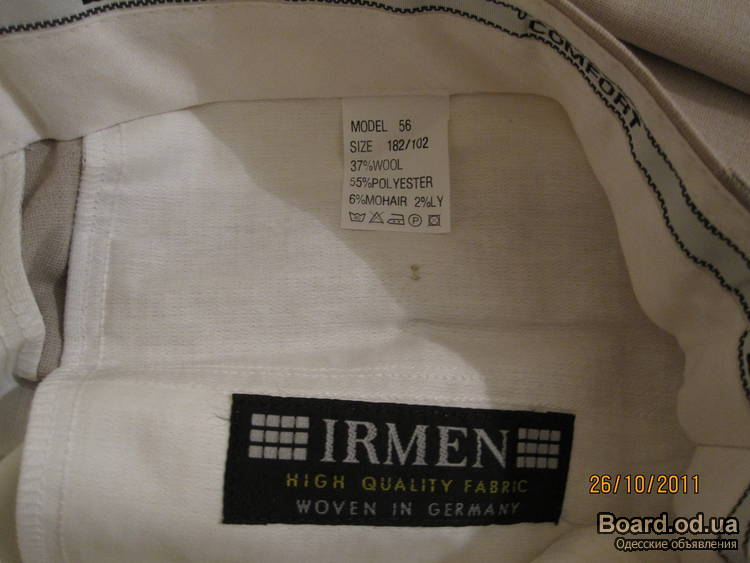 COMFORT
MODEL 56
SIZE 182/102
37%WOOL
55%POLYESTER
6%MOHAIR 2%LY
P
IRMEN
HIGH QUALITY FABRIC
WOVEN IN GERMANY
26/10/2011
Board.od.ua
Одесские объявления